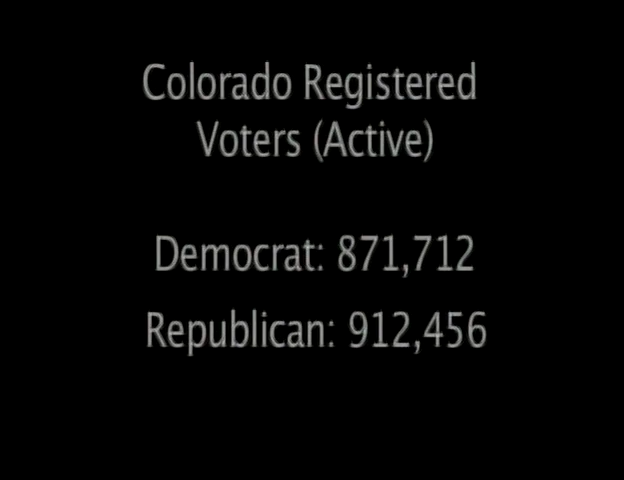 Colorado Registered
Voters (Active)
Democrat: 871,712
Republican: 912,456